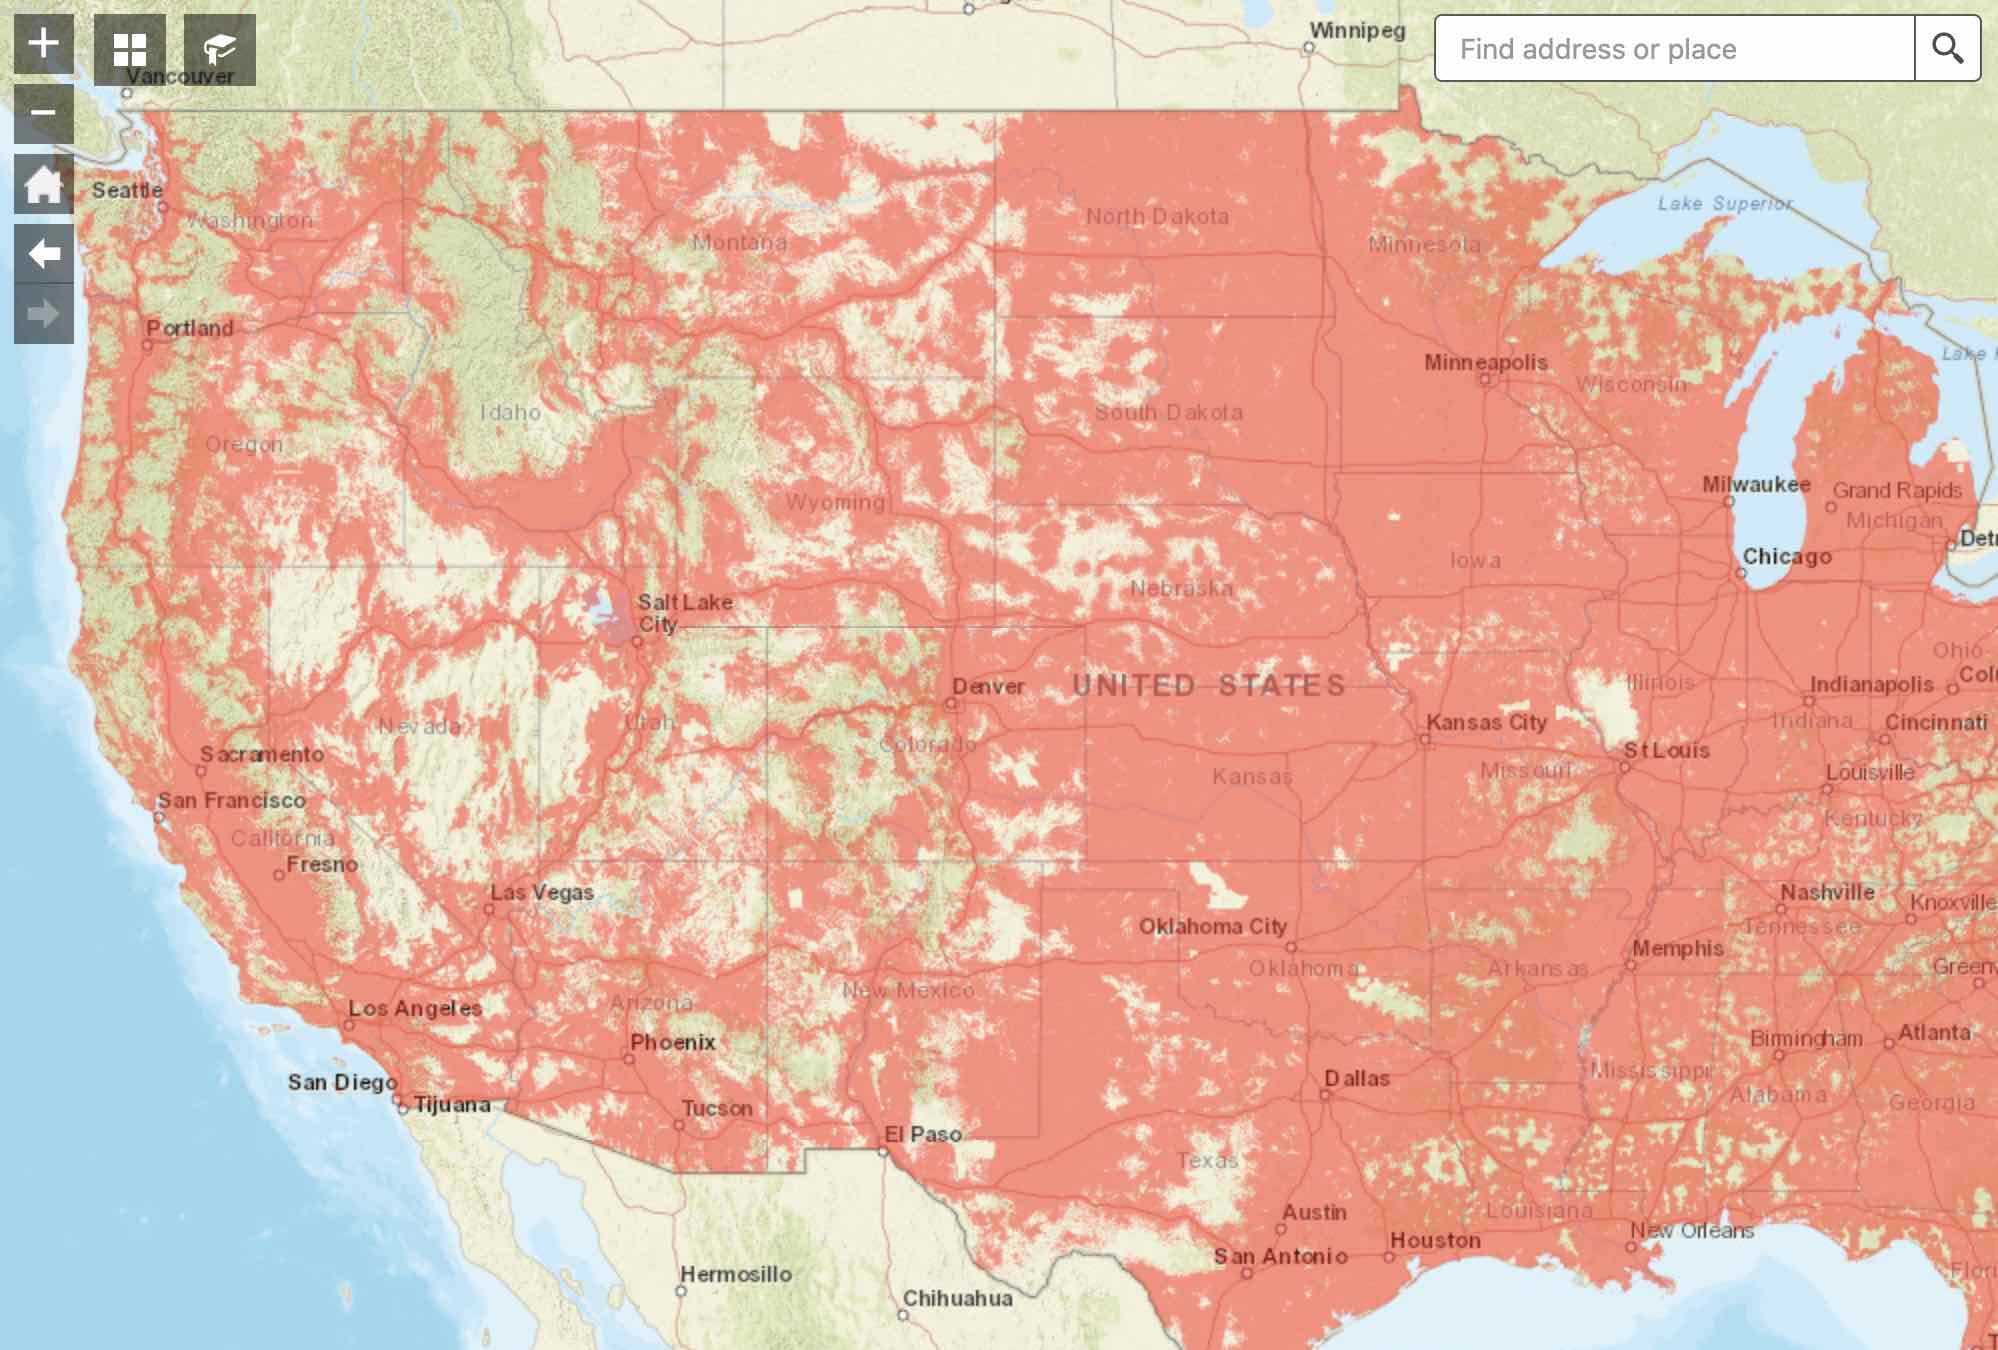 Winnipeg
Find address or place
Vancouver
Seattle
Washington
Montana
North Dakota
Minnesota
Lake Superior
Portland
Idaho
Oregon
Wyoming
South Dakota
Minneapolis
Wisconsin
Lake
Milwaukee
Grand Rapids
Michigan
Detr
Chicago
Iowa
Nebraska
Salt Lake
City
Denver
UNITED STATES
Illinois
Ohio
Indianapolis
Col
Nevada
Utah
Colorado
Kansas City
Indiana
Cincinnati
Sacramento
St Louis
Kansas
Missouri
Louisville
San Francisco
California
Kentucky
Fresno
Las Vegas
Nashville
Knoxville
Oklahoma City
Tennessee
Memphis
Oklahoma
Arkansas
Green
New Mexico
Arizona
Los Angeles
Phoenix
Birmingham
Atlanta
San Diego
Tijuana
Dallas
Mississippi
Alabama
Georgia
Tucson
El Paso
Texas
Austin
Louisiana
New Orleans
San Antonio
Houston
Hermosillo
Chihuahua
Flori